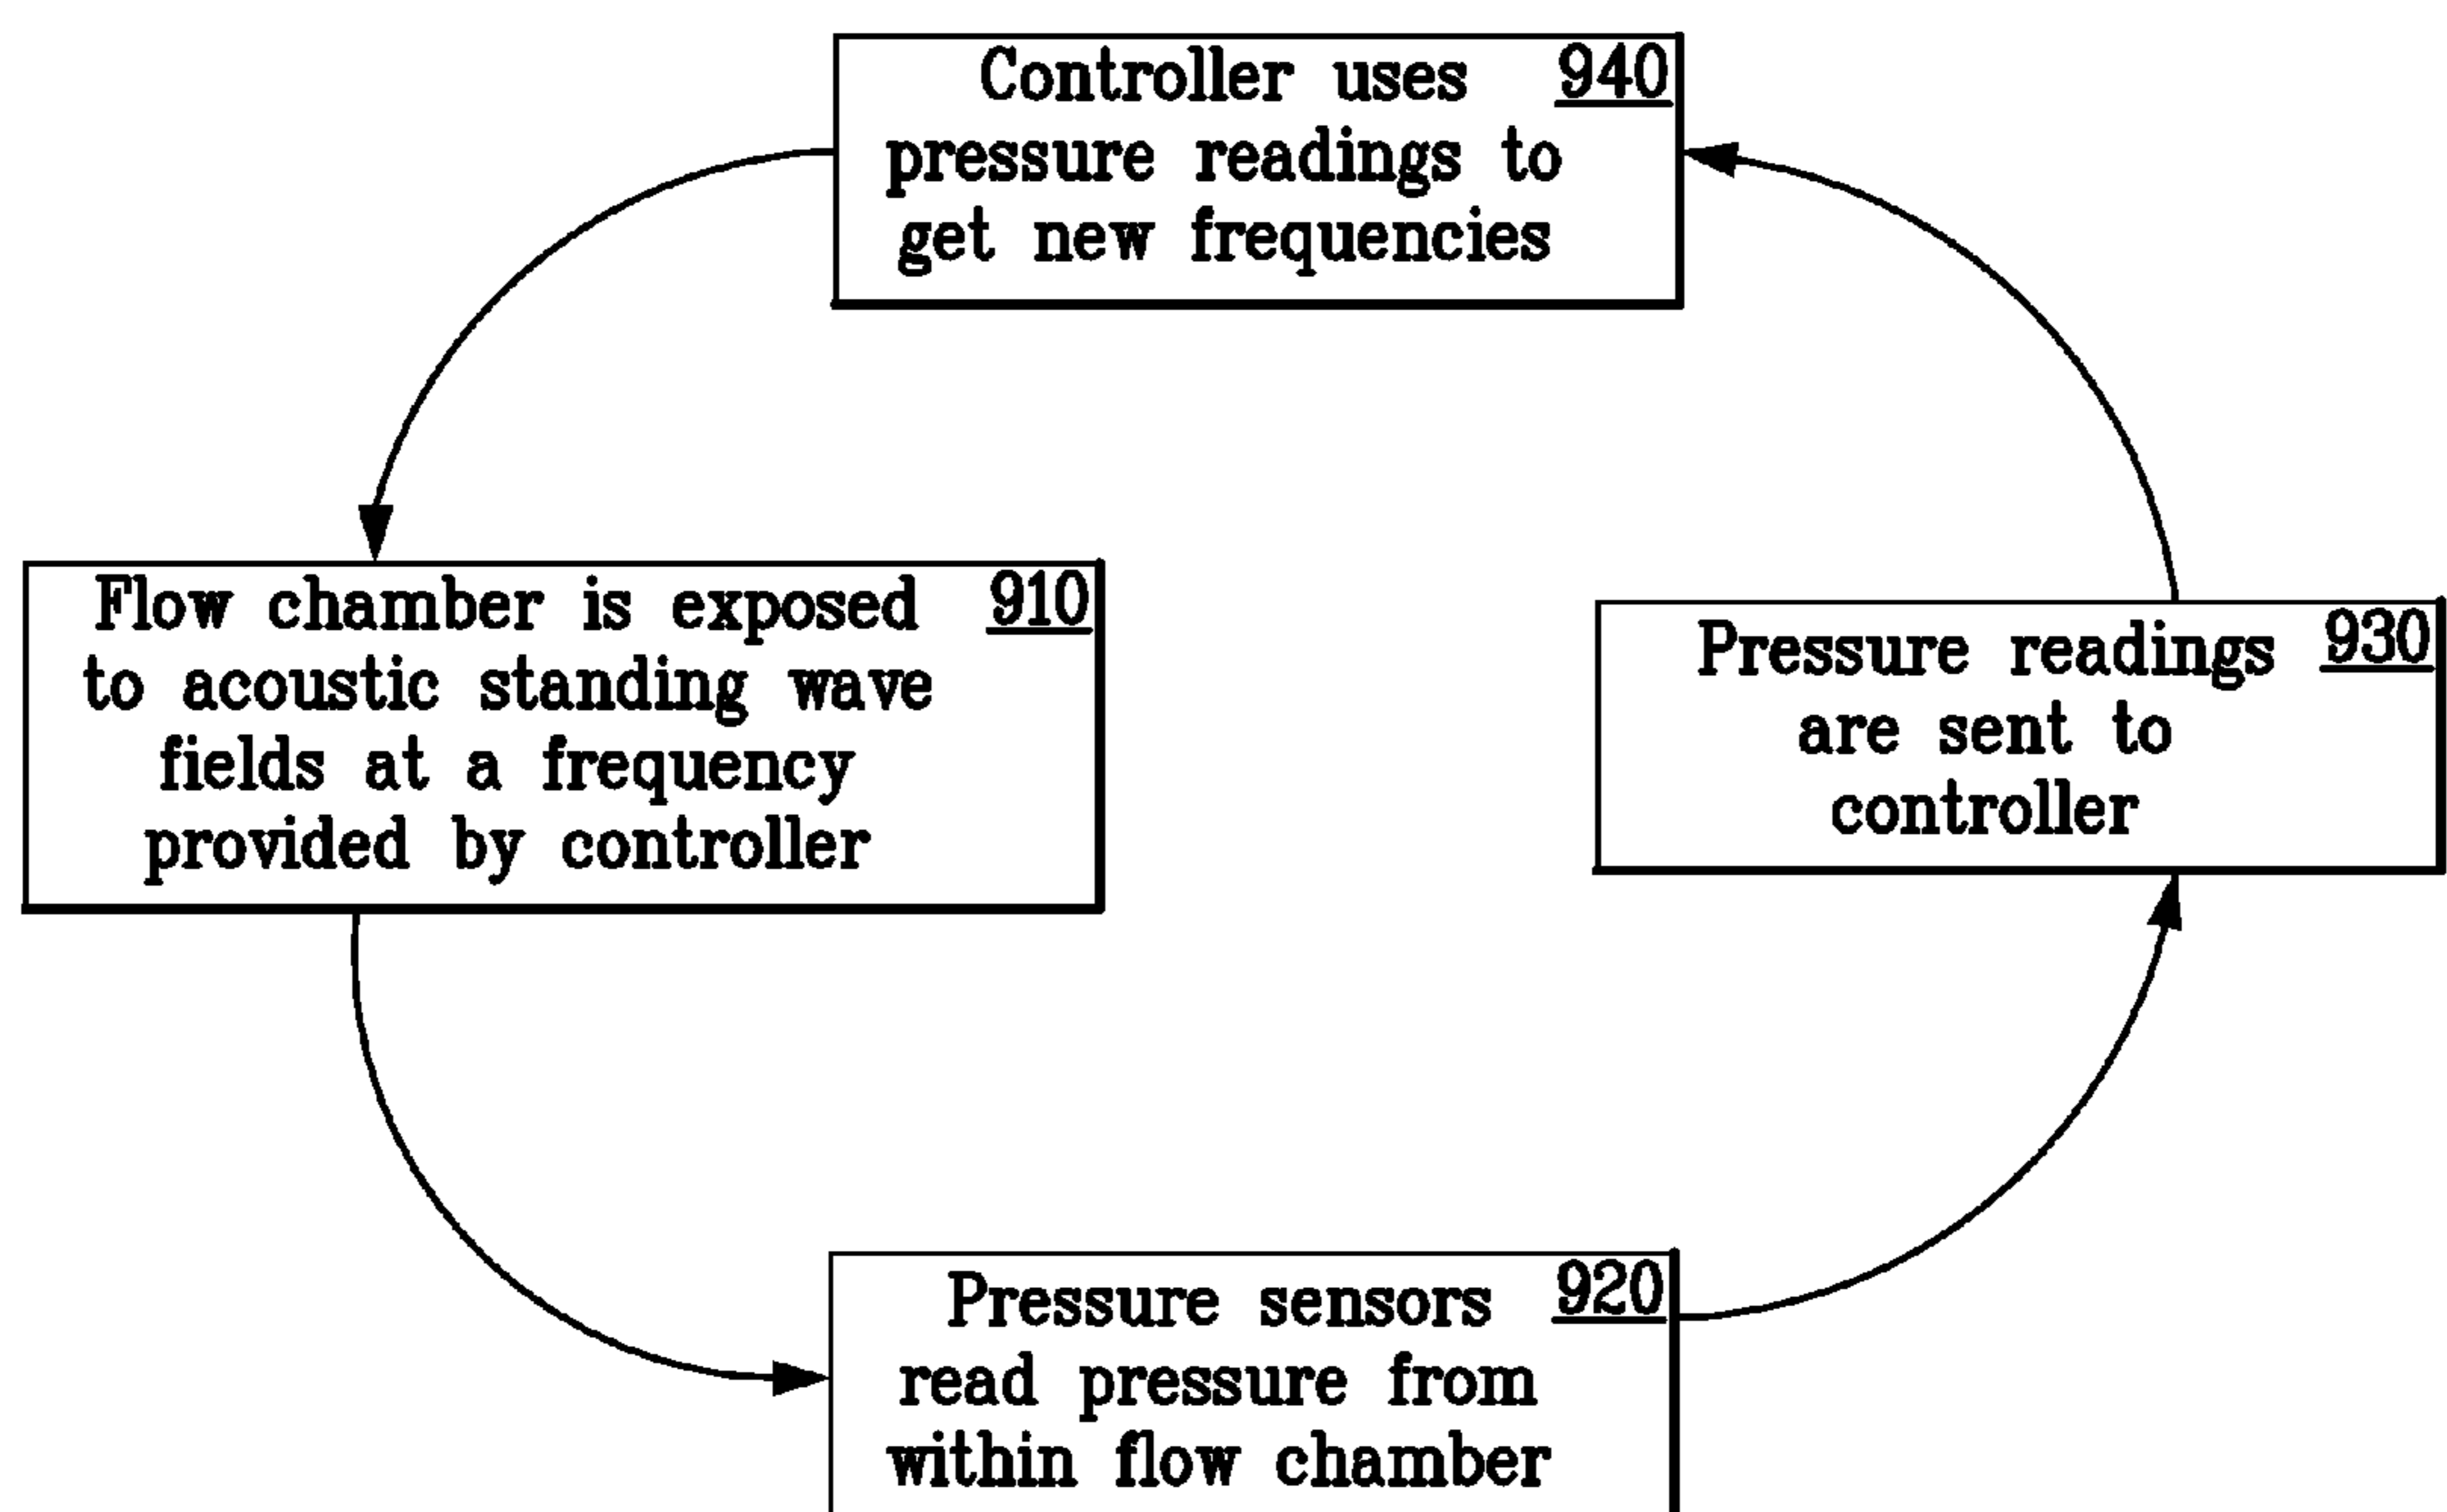 Controller uses 940
pressure readings to
get new frequencies
Flow chamber is exposed 910
to acoustic standing wave
fields at a frequency
provided by controller
Pressure readings 930
are sent to
controller
Pressure sensors 920
read pressure from
within flow chamber